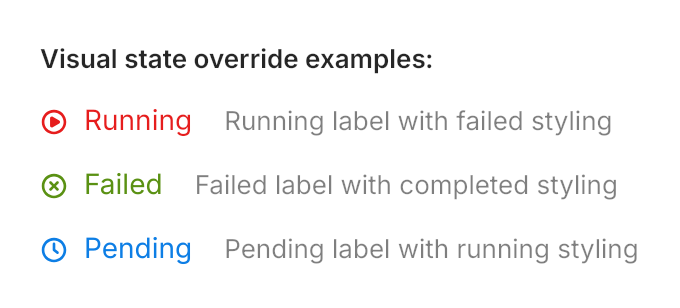 Visual state override examples:
Running Running label with failed styling
Failed Failed label with completed styling
Pending Pending label with running styling